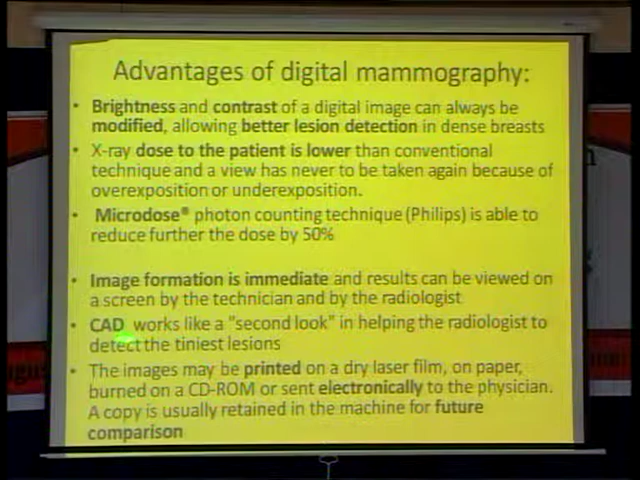 Advantages of digital mammography:
• Brightness and contrast of a digital image can always be
modified, allowing better lesion detection in dense breasts
• X-ray dose to the patient is lower than conventional
technique and a view has never to be taken again because of
overexposition or underexposition.
• Microdose® photon counting technique (Philips) is able to
reduce further the dose by 50%
• Image formation is immediate and results can be viewed on
a screen by the technician and by the radiologist
• CAD works like a "second look" in helping the radiologist to
detect the tiniest lesions
• The images may be printed on a dry laser film, on paper,
burned on a CD-ROM or sent electronically to the physician.
A copy is usually retained in the machine for future
comparison